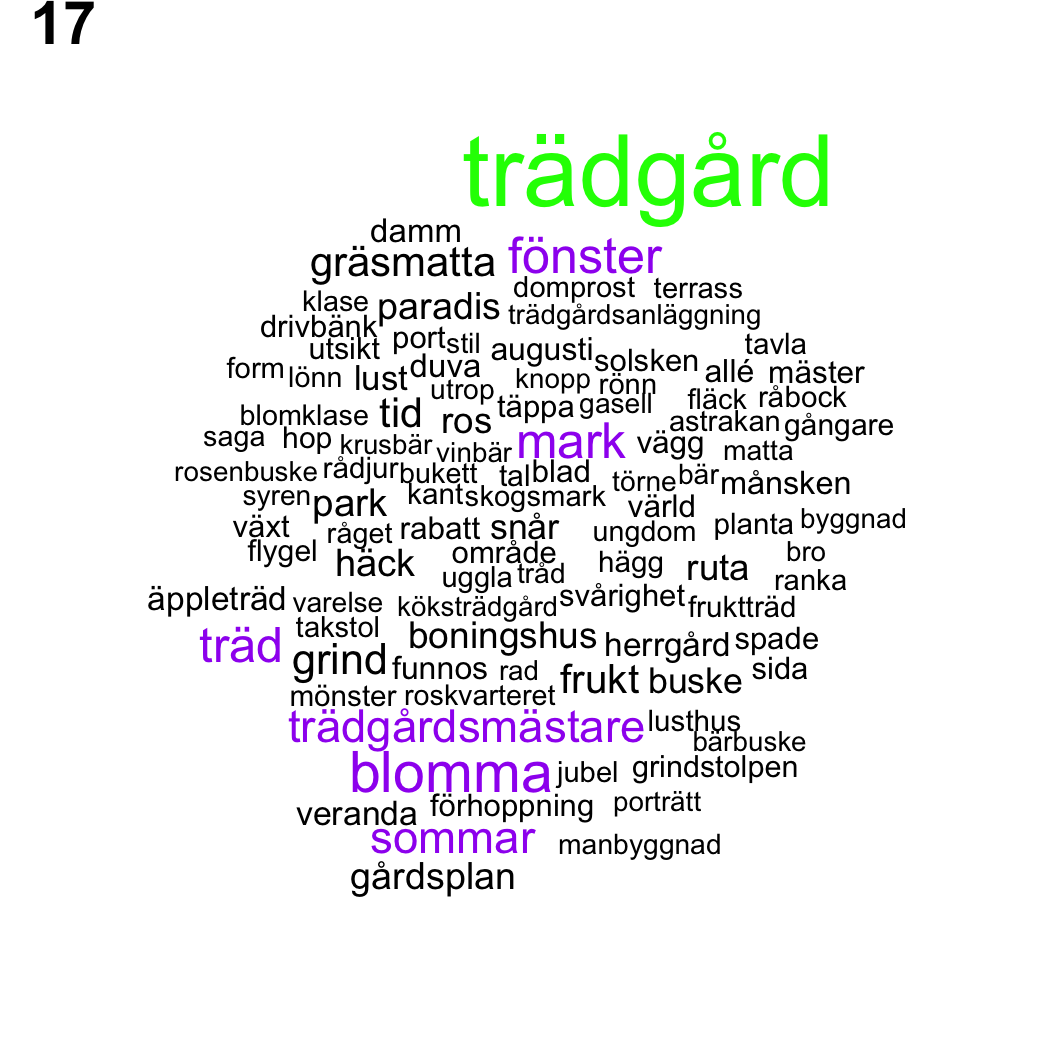 17
trädgård
damm
gräsmatta fönster
domprost terrass
klase paradis trädgårdsanläggning
drivbänk port stil
utsikt augusti solsken tavla
form lönn lust duva allé mäster
utrop knopp rönn
blomklase tid ros täppa gasell fläck råbock
astrakan gångare
saga hop krusbär vinbär mark vägg matta
rosenbuske rådjur bukett tal blad törne bär månsken
syren park kant skogsmark värld
växt råget rabatt snår ungdom planta byggnad
flygel häck område hägg ruta bro
uggla tråd ranka
äppleträd varelse köksträdgård svårighet fruktträd
träd takstol boningshus herrgård spade
grind funnos rad frukt buske sida
mönster roskvarteret
trädgårdsmästare lusthus
bärbuske
blomma jubel grindstolpen
veranda förhoppning porträtt
sommar manbyggnad
gårdsplan